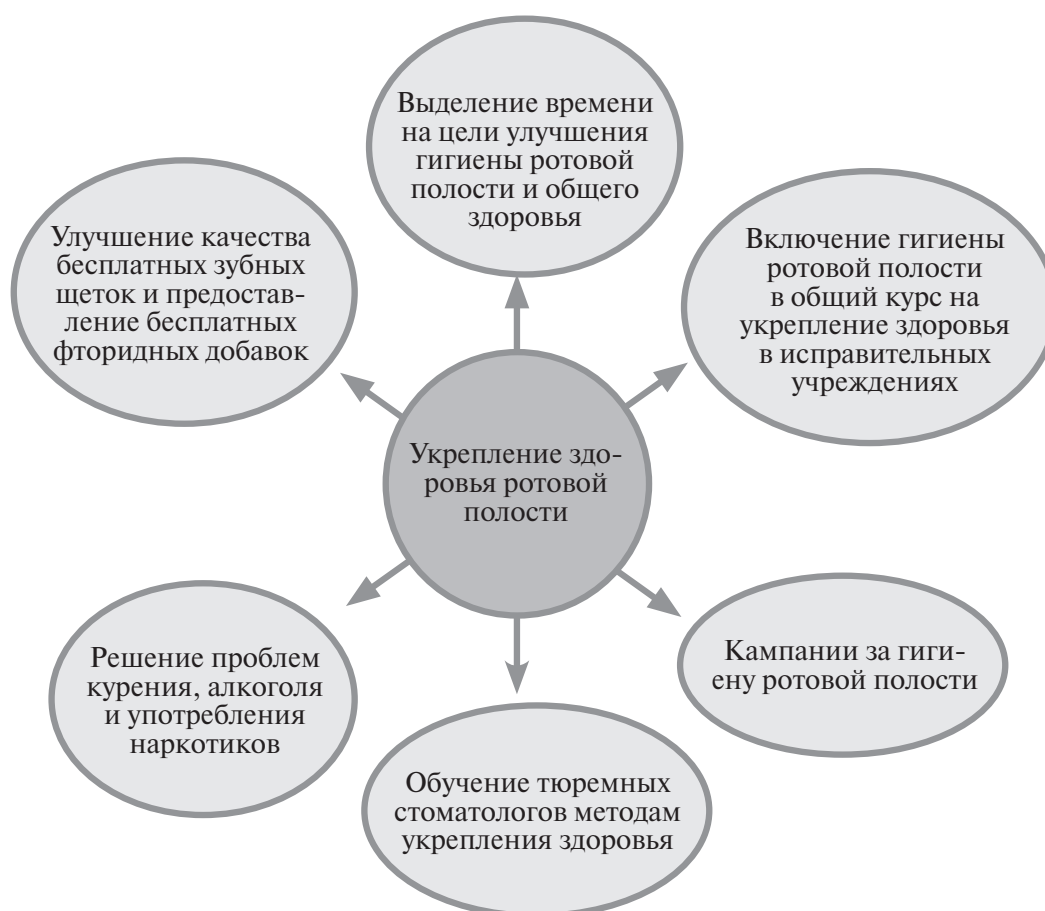 Выделение времени
на цели улучшения
гигиены ротовой
полости и общего
здоровья
Улучшение качества
бесплатных зубных
щеток и предостав-
ление бесплатных
фторидных добавок
Включение гигиены
ротовой полости
в общий курс на
укрепление здоровья
в исправительных
учреждениях
Укрепление здо-
ровья ротовой
полости
Решение проблем
курения, алкоголя
и употребления
наркотиков
Кампании за гиги-
ену ротовой полости
Обучение тюремных
стоматологов методам
укрепления здоровья